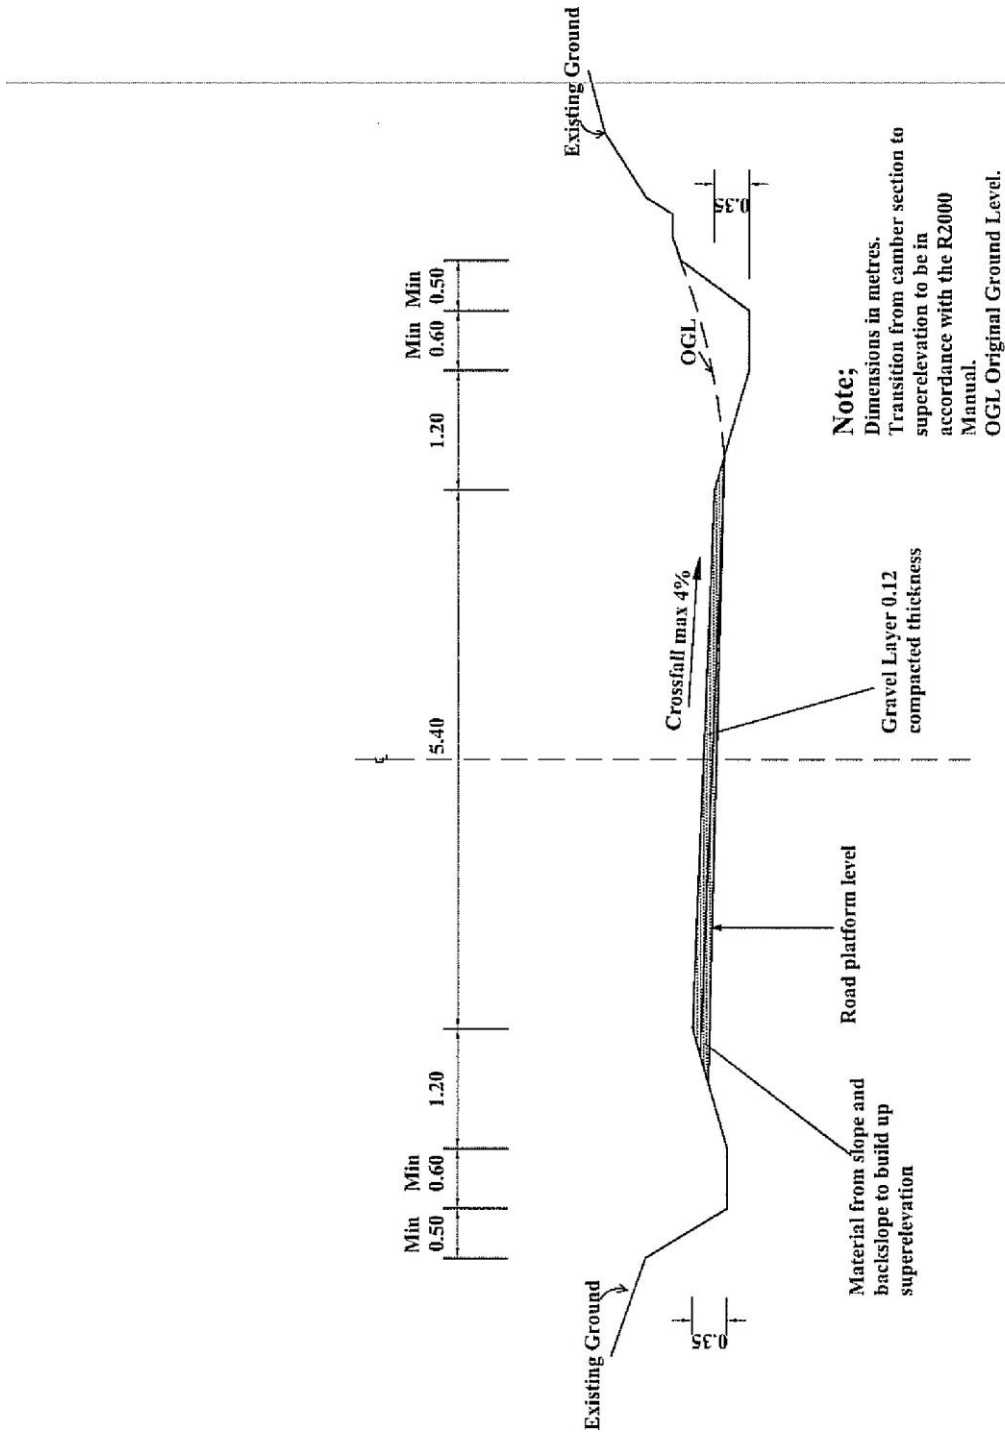 Min Min Min Min
0.50 0.60 1.20 5.40 1.20 0.60 0.50
Existing Ground
Existing Ground
Crossfall max 4%
OGL
0.35
0.35
Material from slope and
backslope to build up
superelevation
Road platform level
Gravel Layer 0.12
compacted thickness
Note;
Dimensions in metres.
Transition from camber section to
superelevation to be in
accordance with the R2000
Manual.
OGL Original Ground Level.